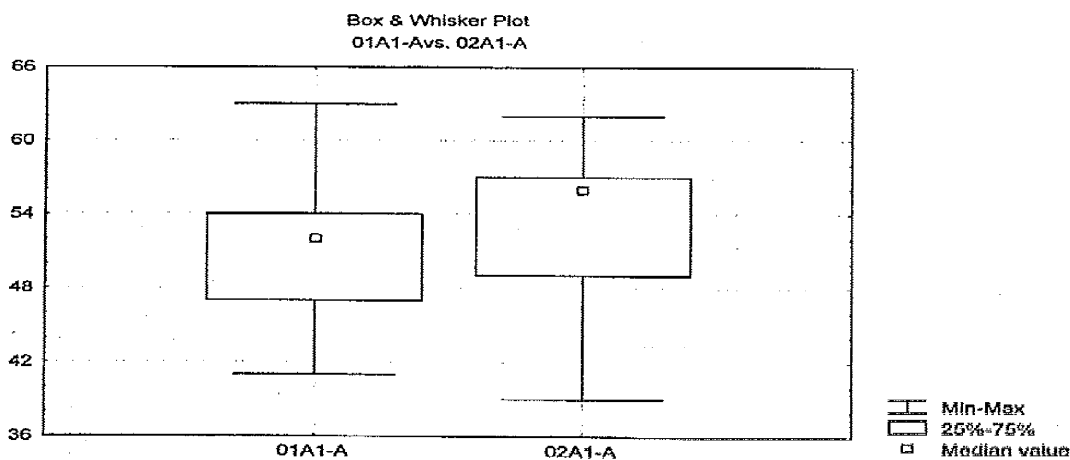 Box & Whisker Plot
01A1-Avs. 02A1-A
66
60
54
48
42
36
01A1-A
02A1-A
Min-Max
25%-75%
Median value